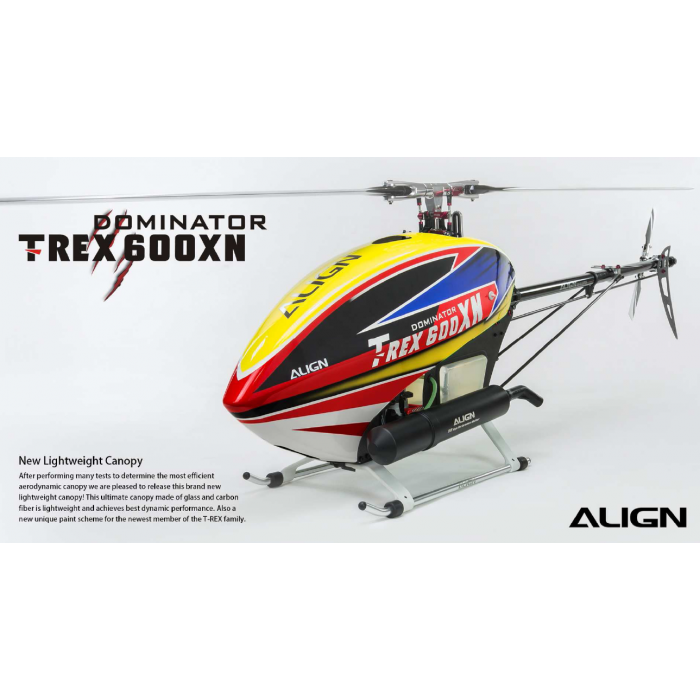 DOMINATOR
T-REX 600XN
ALIGN
DOMINATOR
T-REX 600XN
ALIGN
ALIGN
New Lightweight Canopy
After performing many tests to determine the most efficient
aerodynamic canopy we are pleased to release this brand new
lightweight canopy! This ultimate canopy made of glass and carbon
fiber is lightweight and achieves best dynamic performance. Also a
new unique paint scheme for the newest member of the T-REX family.
ALIGN